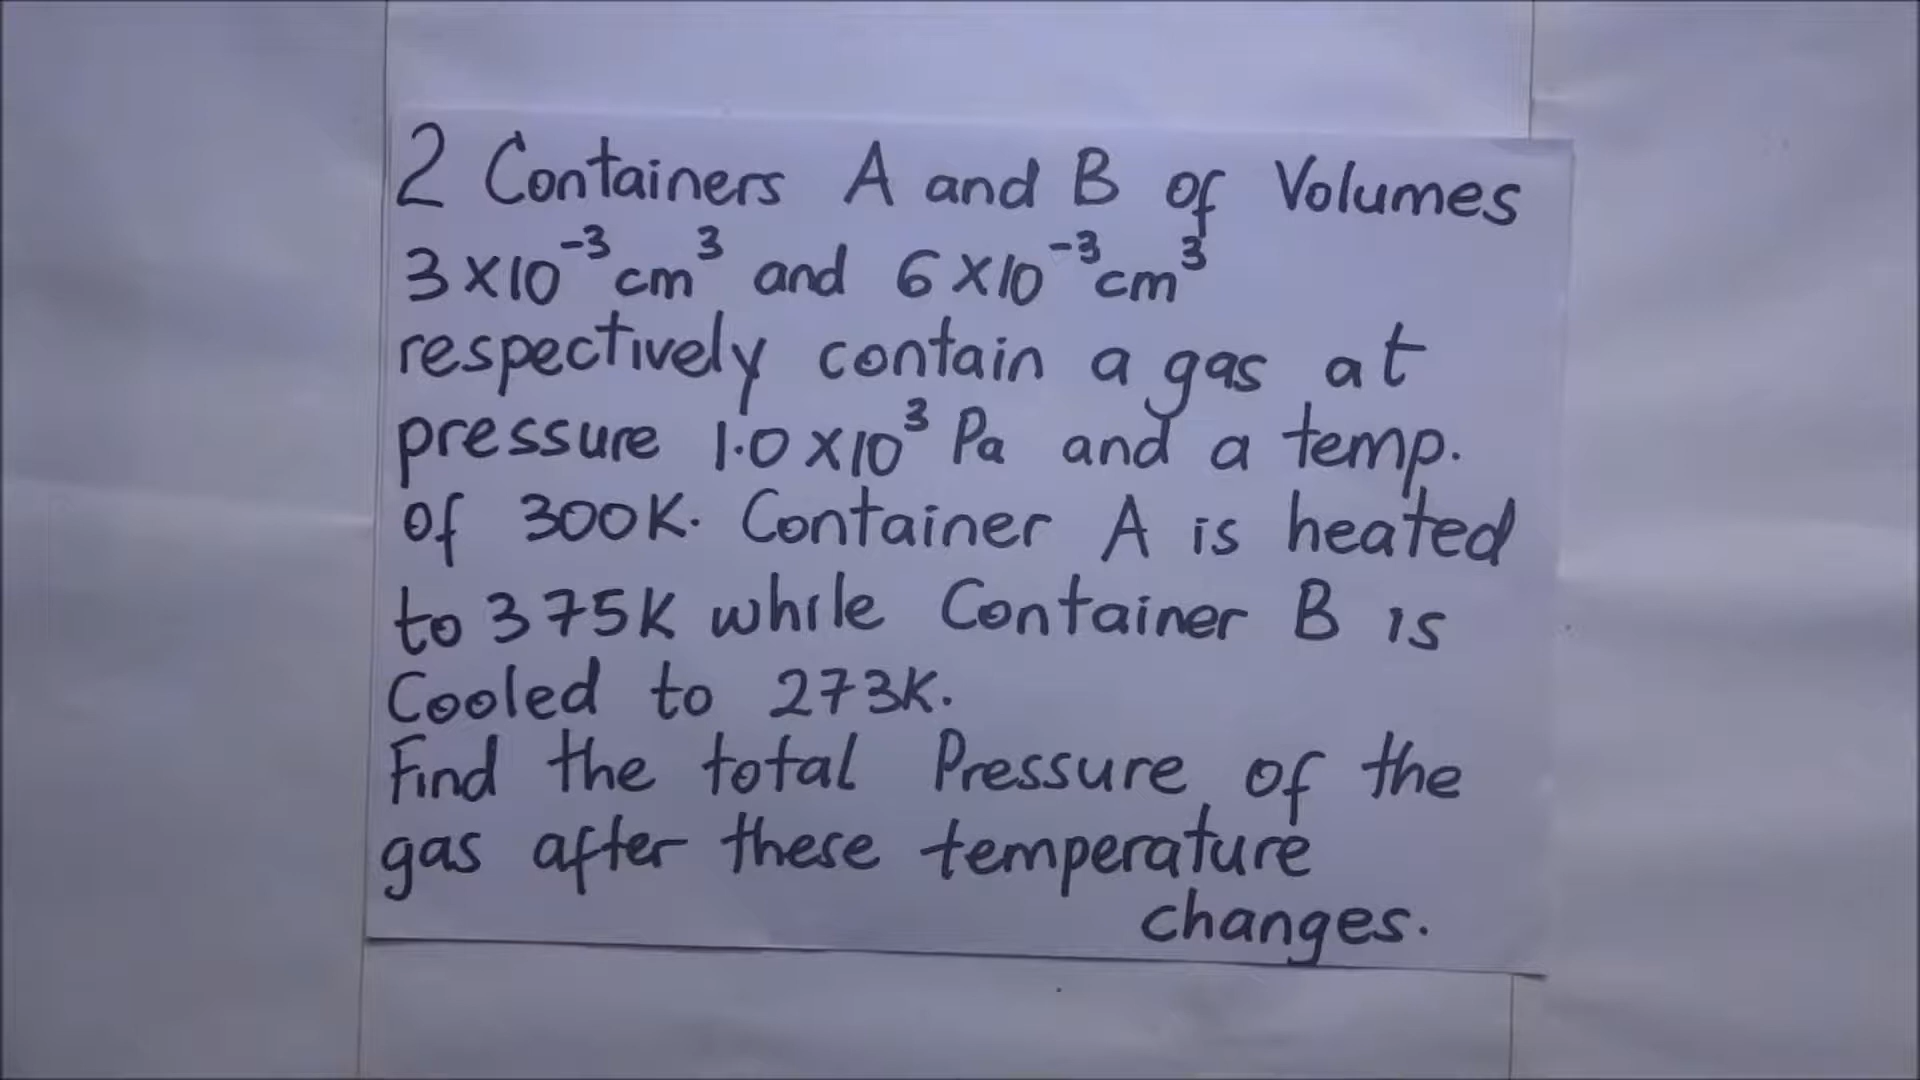 2 Containers A and B of Volumes
3×10⁻³cm³ and 6×10⁻³cm³
respectively contain a gas at
pressure 1.0×10³ Pa and a temp.
of 300K. Container A is heated
to 375K while Container B is
Cooled to 273K.
Find the total Pressure of the
gas after these temperature
changes.